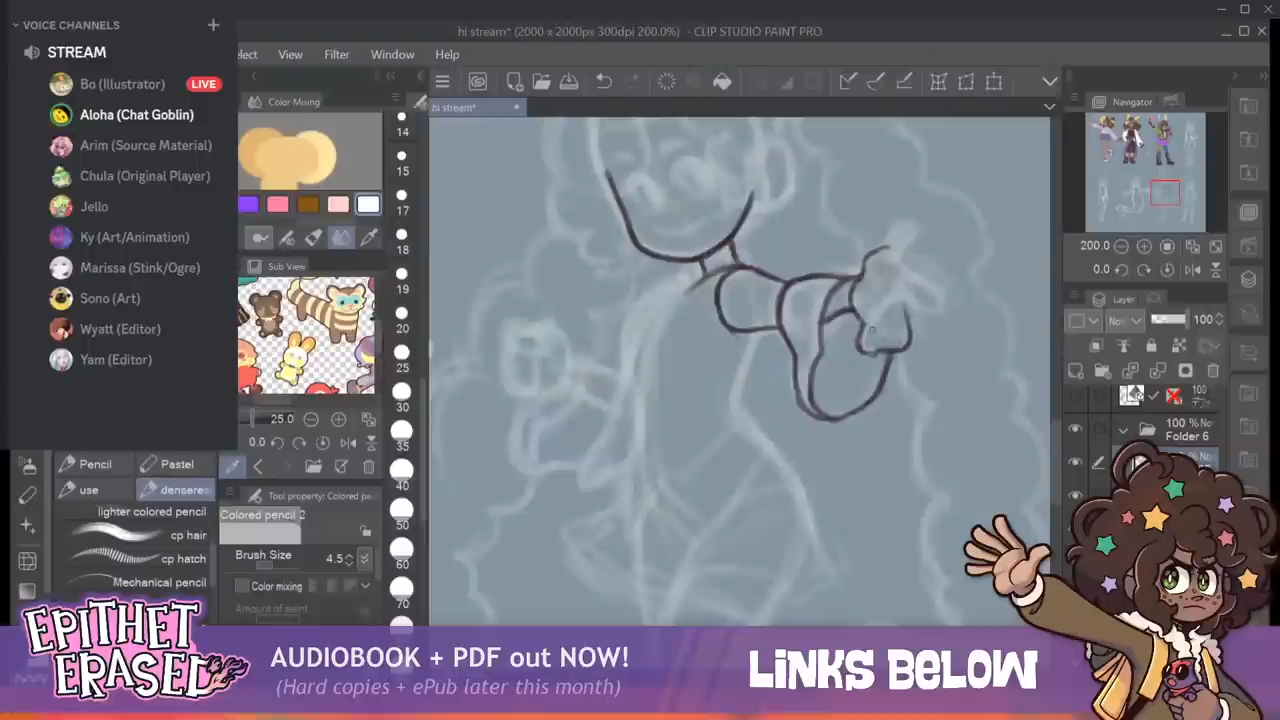 VOICE CHANNELS
STREAM
Bo (Illustrator) LIVE
Aloha (Chat Goblin)
Arim (Source Material)
Chula (Original Player)
Jello
Ky (Art/Animation)
Marissa (Stink/Ogre)
Sono (Art)
Wyatt (Editor)
Yam (Editor)
hi stream* (2000 x 2000px 300dpi 200.0%) - CLIP STUDIO PAINT PRO
View Filter Window Help
Color Mixing
hi stream*
14
15
17
18
19
20
25
30
35
40
50
60
70
Sub View
25.0
0.0
Navigator
200.0
0.0
Layer
100
100
100 %
Folder 6
Pencil Pastel
use
lighter colored pencil
cp hair
cp hatch
Mechanical pencil
Tool property: Colored pe
Colored pencil 2
Brush Size 4.5
Color mixing
Amount of paint
EPITHET
ERASED
AUDIOBOOK + PDF out NOW!
(Hard copies + ePub later this month)
LINKS BELOW